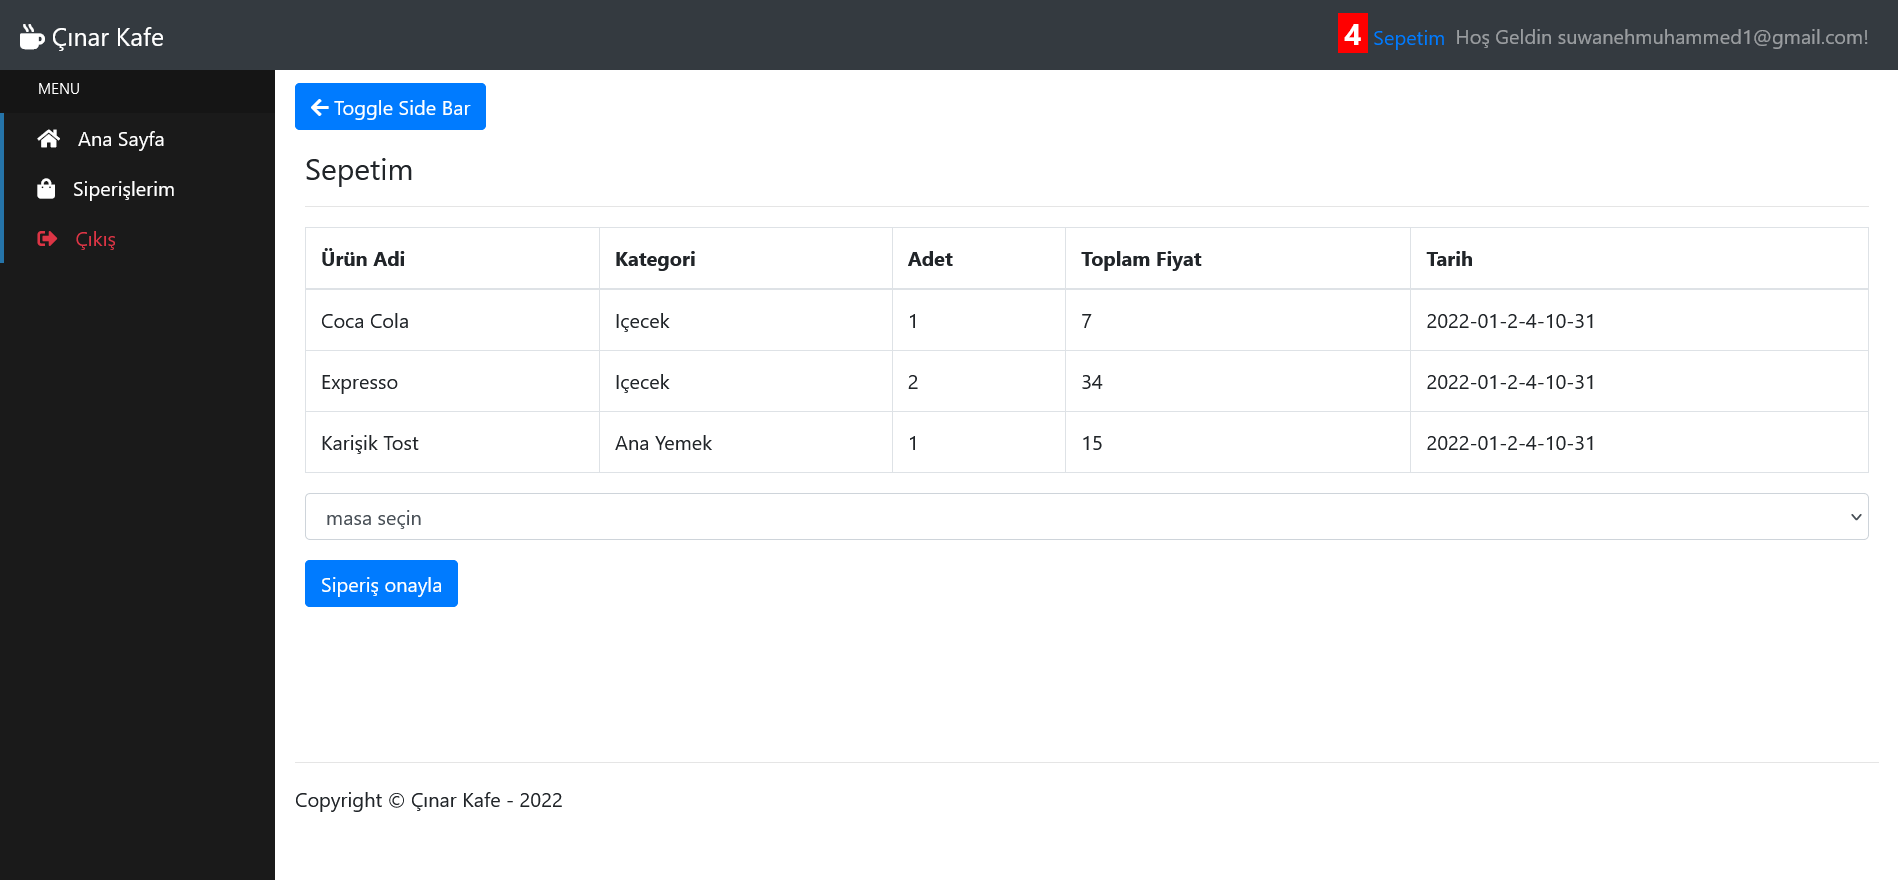 Çınar Kafe
4 Sepetim Hoş Geldin suwanehmuhammed1@gmail.com!
MENU
Ana Sayfa
Siperişlerim
Çıkış
Toggle Side Bar
Sepetim
Ürün Adi Kategori Adet Toplam Fiyat Tarih
Coca Cola Içecek 1 7 2022-01-2-4-10-31
Expresso Içecek 2 34 2022-01-2-4-10-31
Karişik Tost Ana Yemek 1 15 2022-01-2-4-10-31
masa seçin
Siperiş onayla
Copyright © Çınar Kafe - 2022